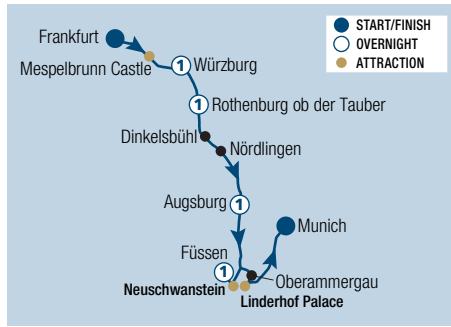 START/FINISH
OVERNIGHT
ATTRACTION
Frankfurt
Mespelbrunn Castle
1 Würzburg
1 Rothenburg ob der Tauber
Dinkelsbühl
Nördlingen
Augsburg 1
Munich
Füssen
1
Oberammergau
Neuschwanstein
Linderhof Palace